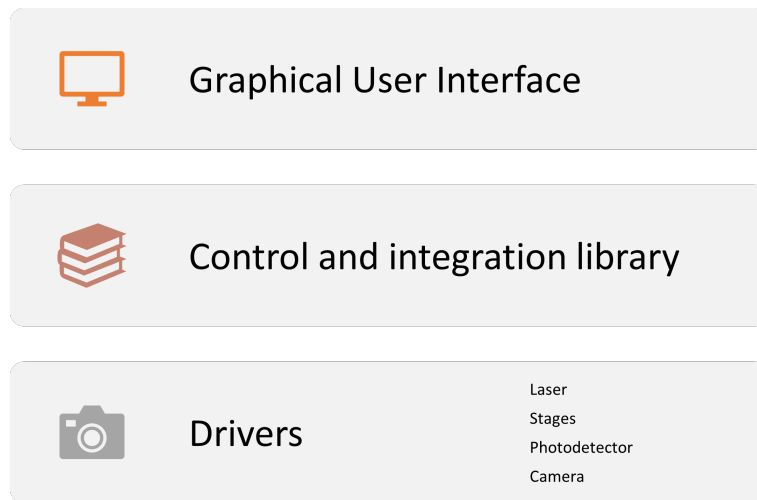 Graphical User Interface
Control and integration library
Drivers
Laser
Stages
Photodetector
Camera